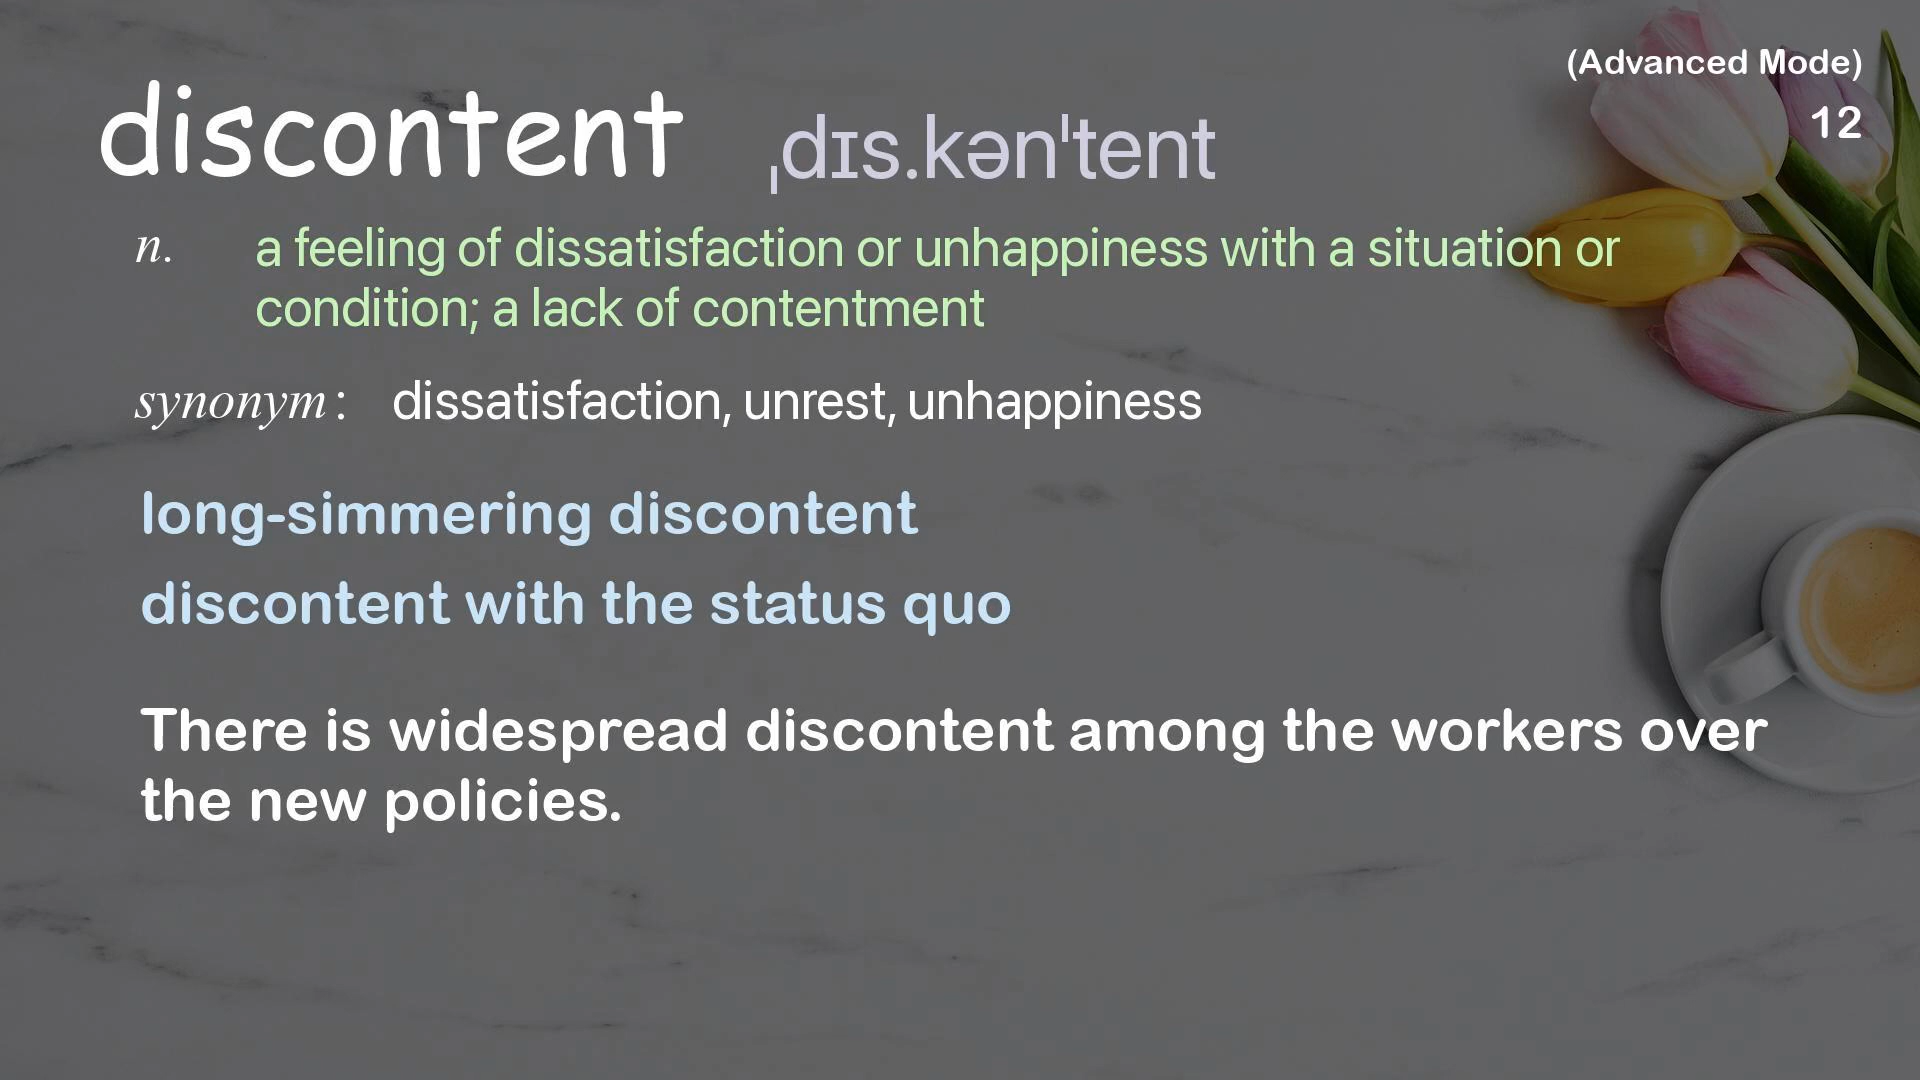 (Advanced Mode)
12
discontent ˌdɪs.kən'tent
n. a feeling of dissatisfaction or unhappiness with a situation or
condition; a lack of contentment
synonym : dissatisfaction, unrest, unhappiness
long-simmering discontent
discontent with the status quo
There is widespread discontent among the workers over
the new policies.